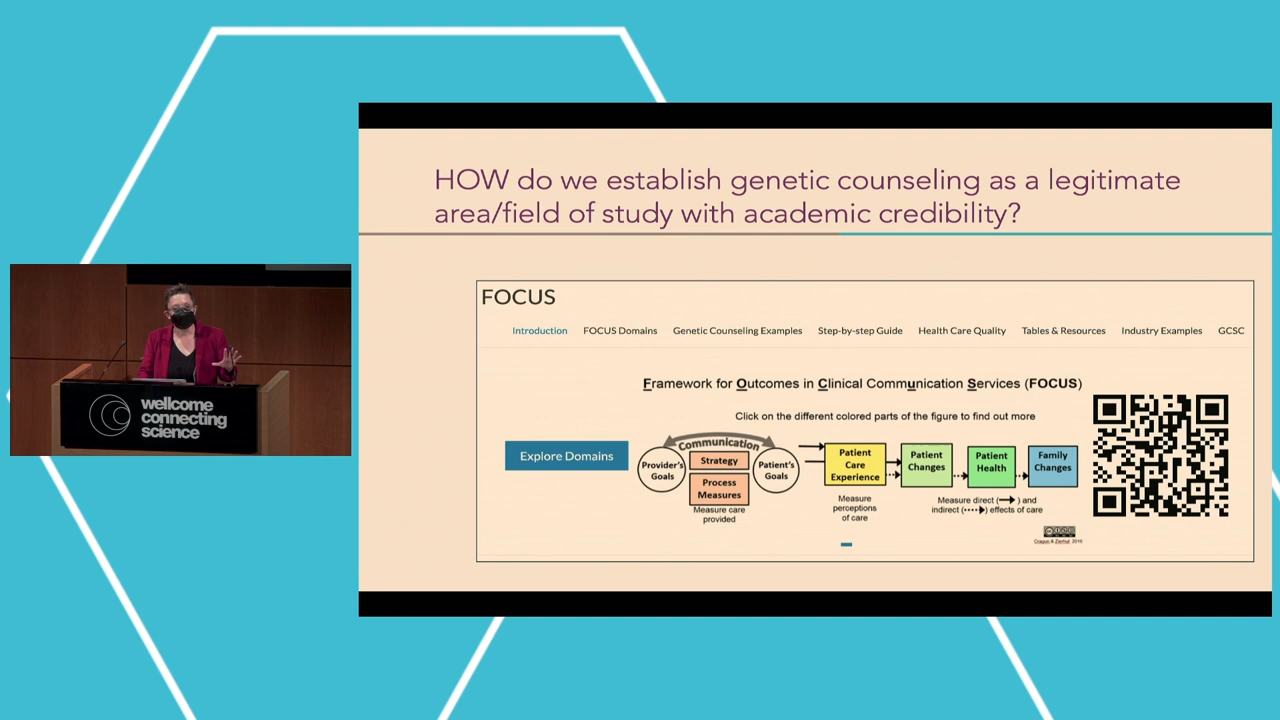 HOW do we establish genetic counseling as a legitimate
area/field of study with academic credibility?
FOCUS
Introduction FOCUS Domains Genetic Counseling Examples Step-by-step Guide Health Care Quality Tables & Resources Industry Examples GCSC
Framework for Outcomes in Clinical Communication Services (FOCUS)
Click on the different colored parts of the figure to find out more
Explore Domains
Communication
Provider's
Goals
Strategy
Process
Measures
Measure care
provided
Patient's
Goals
Patient
Care
Experience
Measure
perceptions
of care
Patient
Changes
Patient
Health
Family
Changes
Measure direct ( ) and
indirect ( ) effects of care
Cragun & Zierhut 2016
wellcome
connecting
science